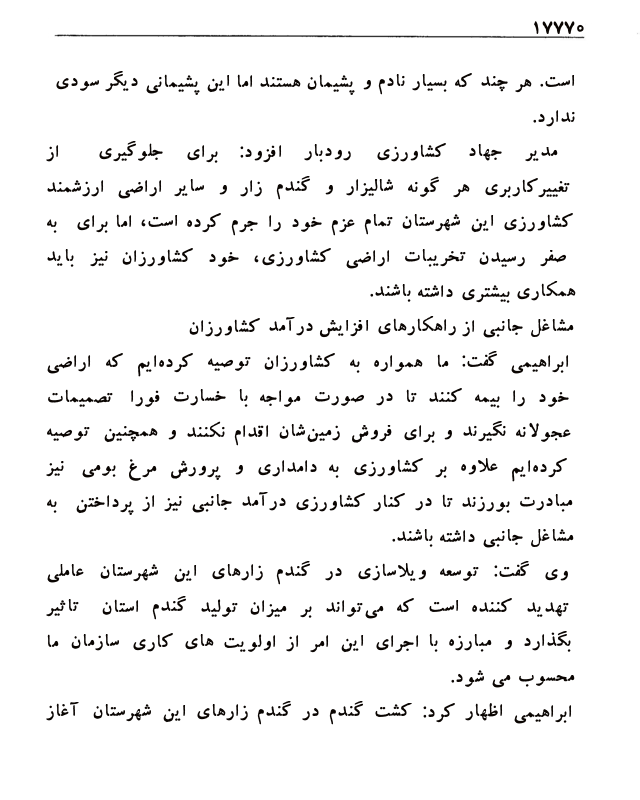 ۱۷۷۷۰
است. هر چند که بسیار نادم و پشیمان هستند اما این پشیمانی دیگر سودی
ندارد.
مدیر جهاد کشاورزی رودبار افزود: برای جلوگیری از
تغییرکاربری هر گونه شالیزار و گندم زار و سایر اراضی ارزشمند
کشاورزی این شهرستان تمام عزم خود را جرم کرده است، اما برای به
صفر رسیدن تخریبات اراضی کشاورزی، خود کشاورزان نیز باید
همکاری بیشتری داشته باشند.
مشاغل جانبی از راهکارهای افزایش درآمد کشاورزان
ابراهیمی گفت: ما همواره به کشاورزان توصیه کرده‌ایم که اراضی
خود را بیمه کنند تا در صورت مواجه با خسارت فورا تصمیمات
عجولانه نگیرند و برای فروش زمین‌شان اقدام نکنند و همچنین توصیه
کرده‌ایم علاوه بر کشاورزی به دامداری و پرورش مرغ بومی نیز
مبادرت بورزند تا در کنار کشاورزی درآمد جانبی نیز از پرداختن به
مشاغل جانبی داشته باشند.
وی گفت: توسعه ویلاسازی در گندم زارهای این شهرستان عاملی
تهدید کننده است که می‌تواند بر میزان تولید گندم استان تاثیر
بگذارد و مبارزه با اجرای این امر از اولویت های کاری سازمان ما
محسوب می شود.
ابراهیمی اظهار کرد: کشت گندم در گندم زارهای این شهرستان آغاز